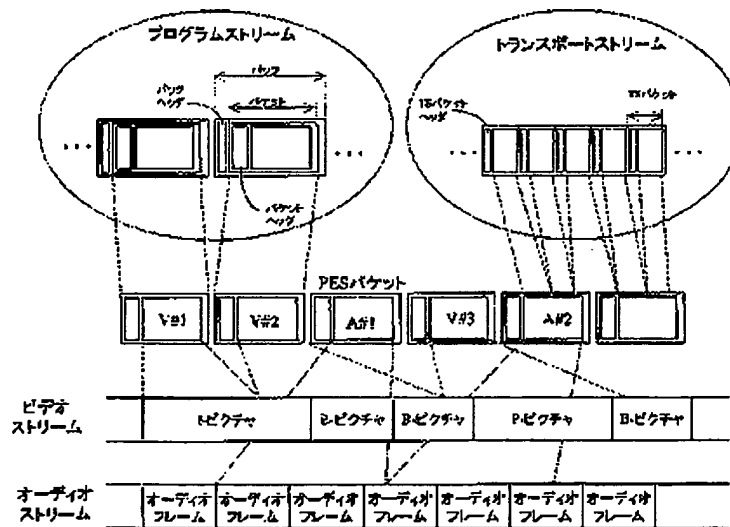 プログラムストリーム
パック
パック
ヘッダ
パケット
パケット
ヘッダ
...
...
トランスポートストリーム
TSパケット
ヘッダ
TSパケット
...
...
PESパケット
V#1
V#2
A#1
V#3
A#2
ビデオ
ストリーム
I-ピクチャ
B-ピクチャ
B-ピクチャ
P-ピクチャ
B-ピクチャ
オーディオ
ストリーム
オーディオ
フレーム
オーディオ
フレーム
オーディオ
フレーム
オーディオ
フレーム
オーディオ
フレーム
オーディオ
フレーム
オーディオ
フレーム